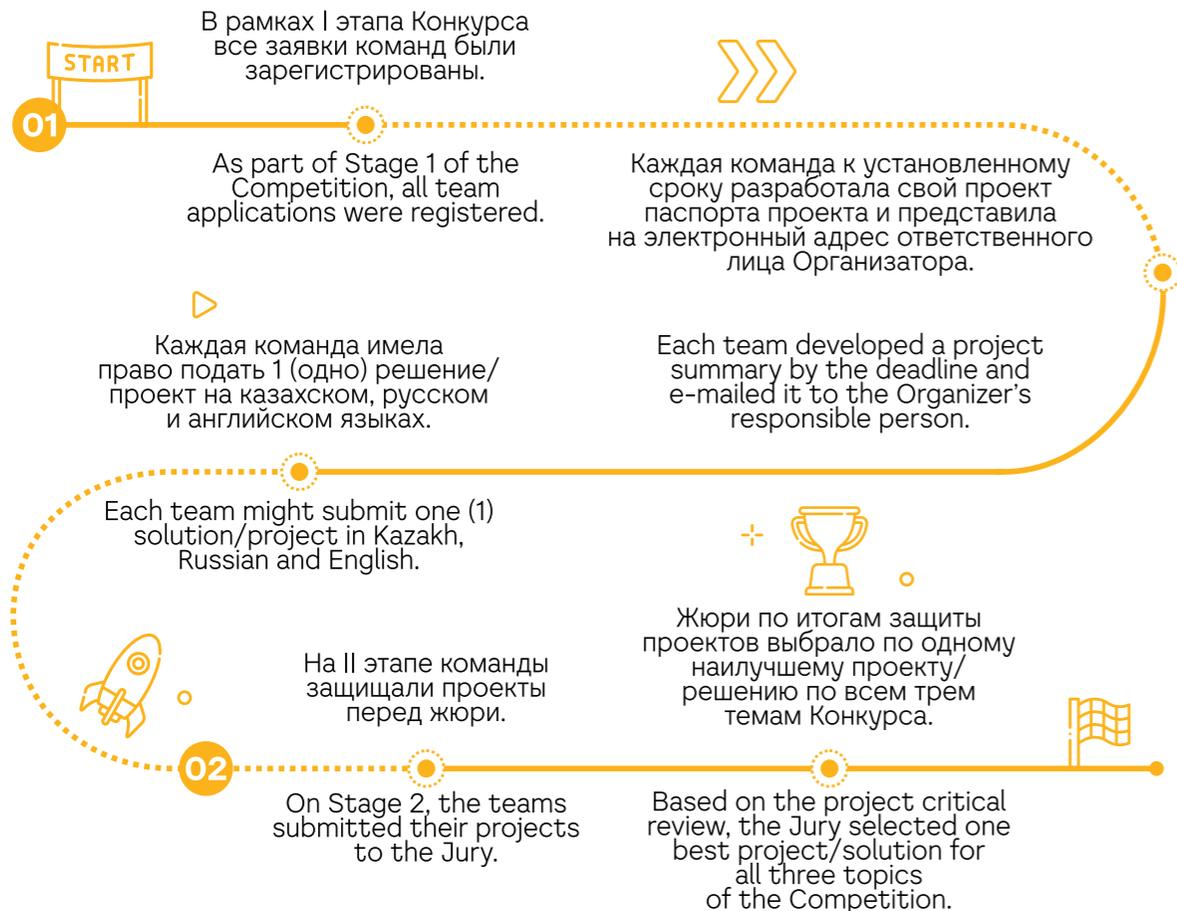 START
01
В рамках I этапа Конкурса
все заявки команд были
зарегистрированы.
As part of Stage 1 of the
Competition, all team
applications were registered.
Каждая команда к установленному
сроку разработала свой проект
паспорта проекта и представила
на электронный адрес ответственного
лица Организатора.
Each team developed a project
summary by the deadline and
e-mailed it to the Organizer’s
responsible person.
Каждая команда имела
право подать 1 (одно) решение/
проект на казахском, русском
и английском языках.
Each team might submit one (1)
solution/project in Kazakh,
Russian and English.
02
На II этапе команды
защищали проекты
перед жюри.
On Stage 2, the teams
submitted their projects
to the Jury.
Жюри по итогам защиты
проектов выбрало по одному
наилучшему проекту/
решению по всем трем
темам Конкурса.
Based on the project critical
review, the Jury selected one
best project/solution for
all three topics
of the Competition.